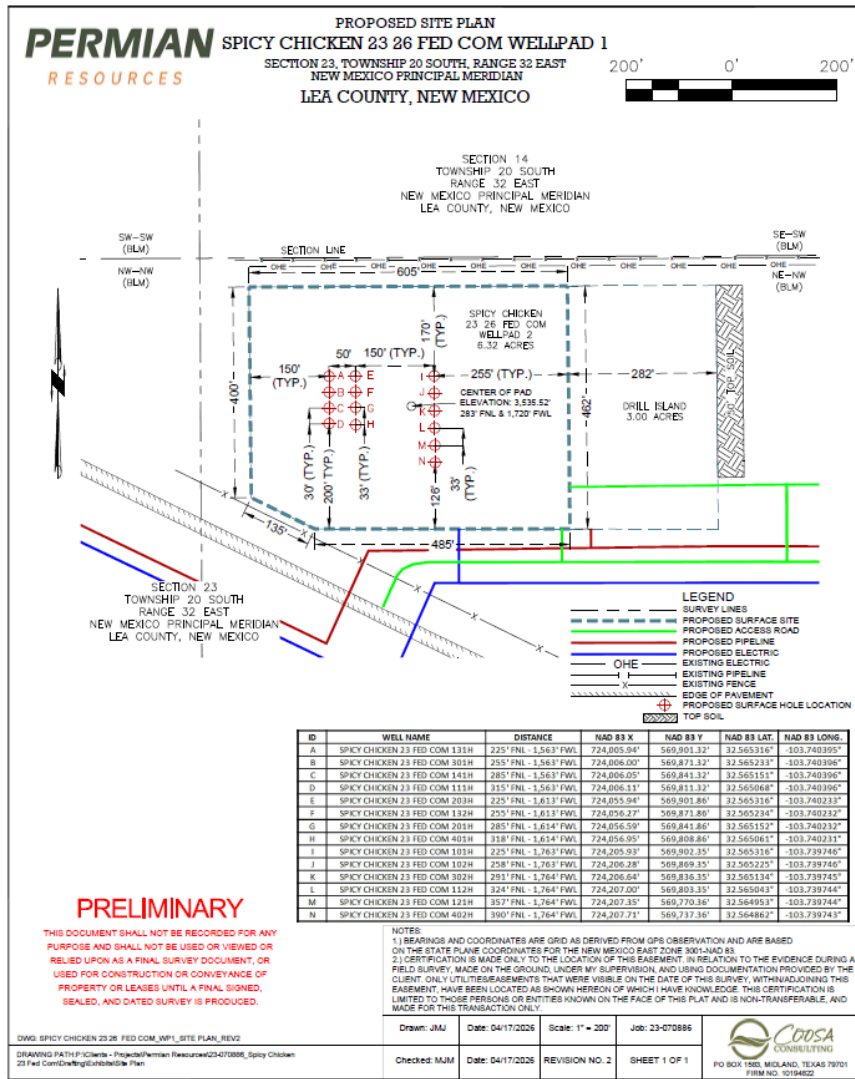 PERMIAN
RESOURCES
PROPOSED SITE PLAN
SPICY CHICKEN 23 26 FED COM WELLPAD 1
SECTION 23, TOWNSHIP 20 SOUTH, RANGE 32 EAST
NEW MEXICO PRINCIPAL MERIDIAN
LEA COUNTY, NEW MEXICO
200' 0' 200'
SECTION 14
TOWNSHIP 20 SOUTH
RANGE 32 EAST
NEW MEXICO PRINCIPAL MERIDIAN
LEA COUNTY, NEW MEXICO
SW-SW
(BLM)
NW-NW
(BLM)
SE-SW
(BLM)
NE-NW
(BLM)
SECTION LINE
OHE OHE OHE OHE OHE OHE OHE OHE OHE OHE OHE
605'
SPICY CHICKEN
23 26 FED COM
WELLPAD 2
6.32 ACRES
170'
(TYP.)
50'
150' (TYP.)
150'
(TYP.)
400'
A E
B F
C G
D H
I
J
K
L
M
N
255' (TYP.)
282'
CENTER OF PAD
ELEVATION: 3,535.52'
283' FNL & 1,720' FWL
462'
DRILL ISLAND
3.00 ACRES
50' TOP SOIL
30' (TYP.)
200' TYP.)
33' (TYP.)
126'
33'
(TYP.)
135'
485'
SECTION 23
TOWNSHIP 20 SOUTH
RANGE 32 EAST
NEW MEXICO PRINCIPAL MERIDIAN
LEA COUNTY, NEW MEXICO
LEGEND
SURVEY LINES
PROPOSED SURFACE SITE
PROPOSED ACCESS ROAD
PROPOSED PIPELINE
PROPOSED ELECTRIC
OHE EXISTING ELECTRIC
EXISTING PIPELINE
x EXISTING FENCE
EDGE OF PAVEMENT
PROPOSED SURFACE HOLE LOCATION
TOP SOIL
ID WELL NAME DISTANCE NAD 83 X NAD 83 Y NAD 83 LAT. NAD 83 LONG.
A SPICY CHICKEN 23 FED COM 131H 225' FNL - 1,563' FWL 724,005.94' 569,901.32' 32.565316° -103.740395°
B SPICY CHICKEN 23 FED COM 301H 255' FNL - 1,563' FWL 724,006.00' 569,871.32' 32.565233° -103.740396°
C SPICY CHICKEN 23 FED COM 141H 285' FNL - 1,563' FWL 724,006.05' 569,841.32' 32.565151° -103.740396°
D SPICY CHICKEN 23 FED COM 111H 315' FNL - 1,563' FWL 724,006.11' 569,811.32' 32.565068° -103.740396°
E SPICY CHICKEN 23 FED COM 203H 225' FNL - 1,613' FWL 724,055.94' 569,901.86' 32.565316° -103.740233°
F SPICY CHICKEN 23 FED COM 132H 255' FNL - 1,613' FWL 724,056.27' 569,871.86' 32.565234° -103.740232°
G SPICY CHICKEN 23 FED COM 201H 285' FNL - 1,614' FWL 724,056.59' 569,841.86' 32.565152° -103.740232°
H SPICY CHICKEN 23 FED COM 401H 318' FNL - 1,614' FWL 724,056.95' 569,808.86' 32.565061° -103.740231°
I SPICY CHICKEN 23 FED COM 101H 225' FNL - 1,763' FWL 724,205.93' 569,902.35' 32.565316° -103.739746°
J SPICY CHICKEN 23 FED COM 102H 258' FNL - 1,763' FWL 724,206.28' 569,869.35' 32.565225° -103.739746°
K SPICY CHICKEN 23 FED COM 302H 291' FNL - 1,764' FWL 724,206.64' 569,836.35' 32.565134° -103.739745°
L SPICY CHICKEN 23 FED COM 112H 324' FNL - 1,764' FWL 724,207.00' 569,803.35' 32.565043° -103.739744°
M SPICY CHICKEN 23 FED COM 121H 357' FNL - 1,764' FWL 724,207.35' 569,770.36' 32.564953° -103.739744°
N SPICY CHICKEN 23 FED COM 402H 390' FNL - 1,764' FWL 724,207.71' 569,737.36' 32.564862° -103.739743°
PRELIMINARY
THIS DOCUMENT SHALL NOT BE RECORDED FOR ANY
PURPOSE AND SHALL NOT BE USED OR VIEWED OR
RELIED UPON AS A FINAL SURVEY DOCUMENT, OR
USED FOR CONSTRUCTION OR CONVEYANCE OF
PROPERTY OR LEASES UNTIL A FINAL SIGNED,
SEALED, AND DATED SURVEY IS PRODUCED.
NOTES:
1.) BEARINGS AND COORDINATES ARE GRID AS DERIVED FROM GPS OBSERVATION AND ARE BASED
ON THE STATE PLANE COORDINATES FOR THE NEW MEXICO EAST ZONE 3001-NAD 83.
2.) CERTIFICATION IS MADE ONLY TO THE LOCATION OF THIS EASEMENT. IN RELATION TO THE EVIDENCE DURING A
FIELD SURVEY, MADE ON THE GROUND, UNDER MY SUPERVISION, AND USING DOCUMENTATION PROVIDED BY THE
CLIENT. ONLY UTILITIES/EASEMENTS THAT WERE VISIBLE ON THE DATE OF THIS SURVEY, WITHIN/ADJOINING THIS
EASEMENT, HAVE BEEN LOCATED AS SHOWN HEREON OF WHICH I HAVE KNOWLEDGE. THIS CERTIFICATION IS
LIMITED TO THOSE PERSONS OR ENTITIES KNOWN ON THE FACE OF THIS PLAT AND IS NON-TRANSFERABLE, AND
MADE FOR THIS TRANSACTION ONLY.
DWG: SPICY CHICKEN 23 26 FED COM_WP1_SITE PLAN_REV2
DRAWING PATH:P:\Clients - Projects\Permian Resources\23-070886_Spicy Chicken
23 Fed Com\Drafting\Exhibits\Site Plan
Drawn: JMJ Date: 04/17/2026 Scale: 1" = 200' Job: 23-070886
Checked: MJM Date: 04/17/2026 REVISION NO. 2 SHEET 1 OF 1
COOSA
CONSULTING
PO BOX 1583, MIDLAND, TEXAS 79701
FIRM NO. 10194822